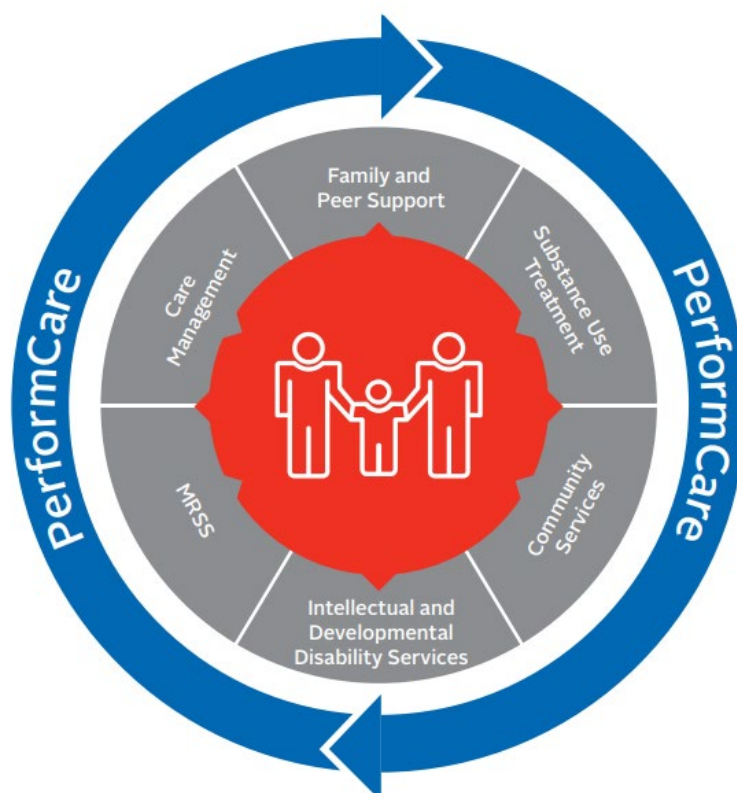 Family and
Peer Support
Substance Use
Treatment
Community
Services
Intellectual and
Developmental
Disability Services
MRSS
Care
Management
PerformCare
PerformCare